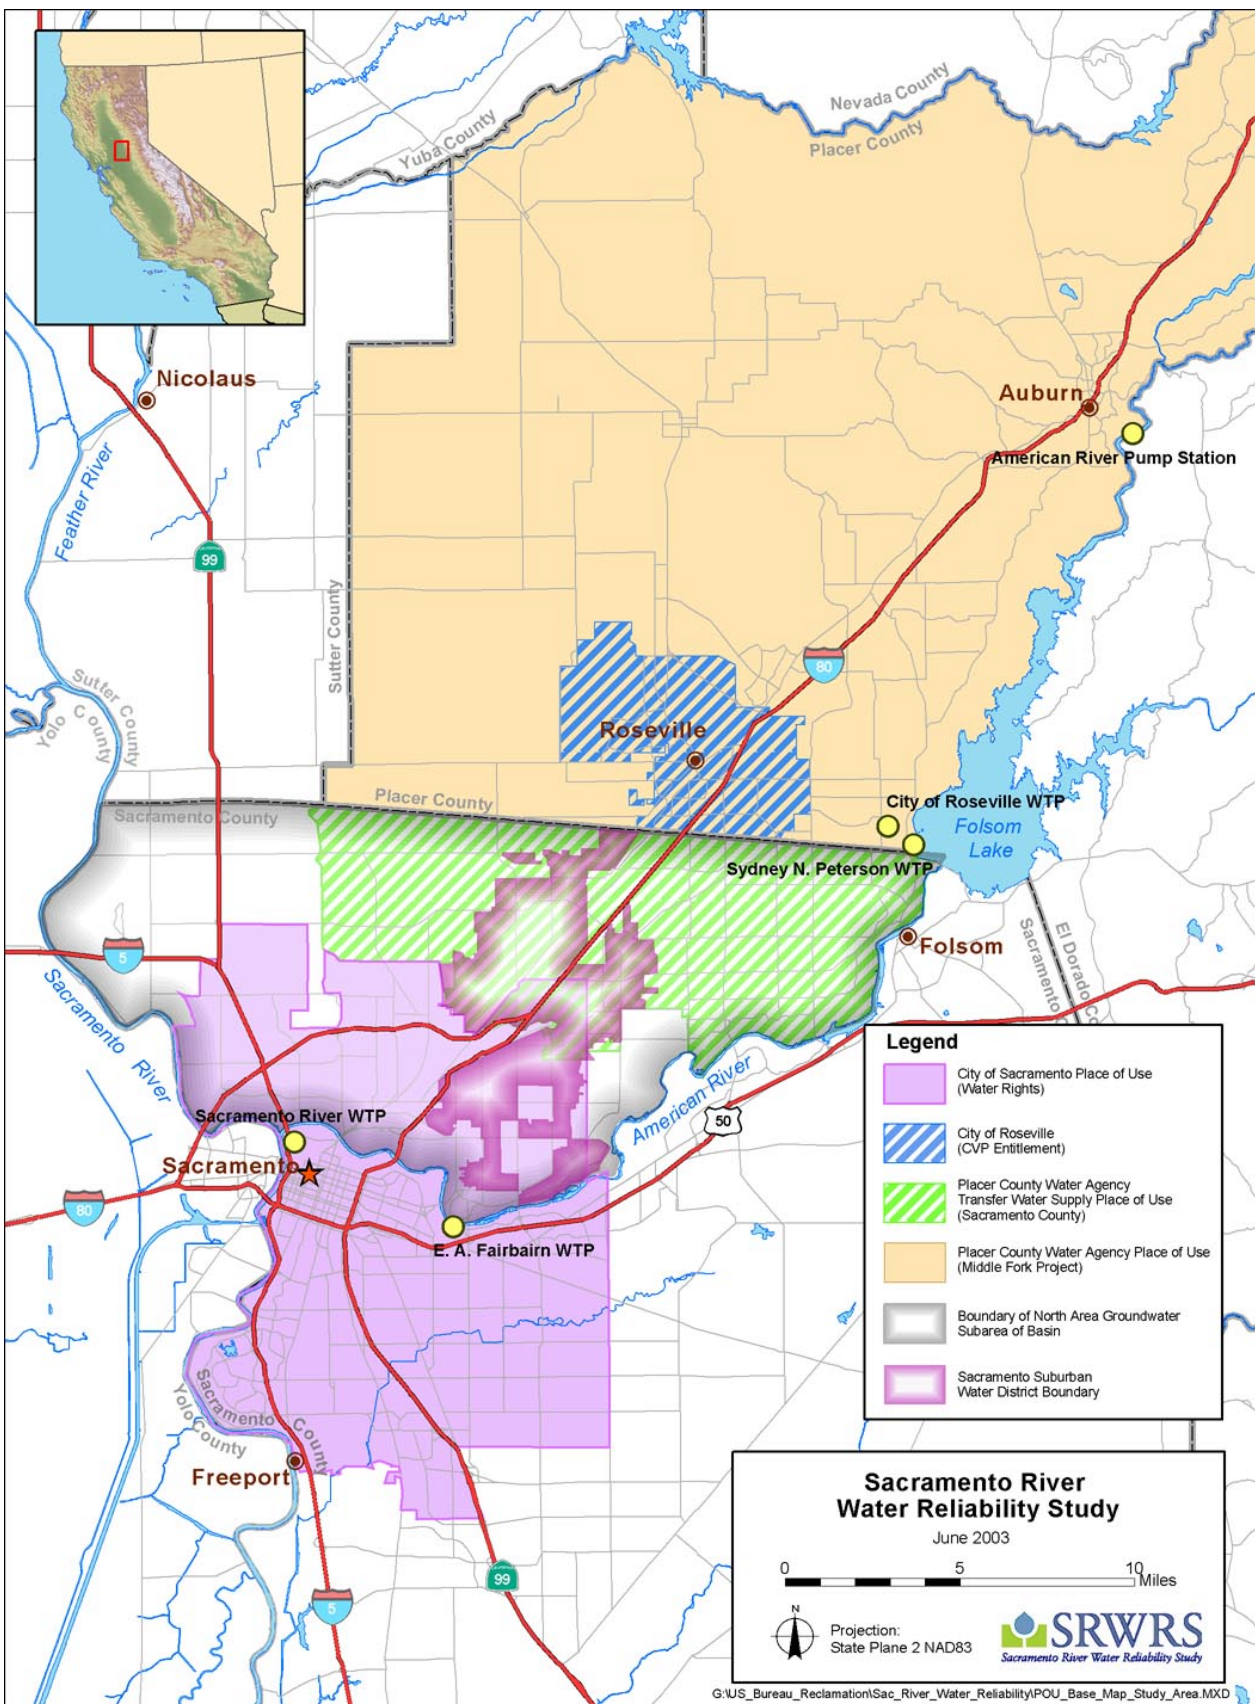 Nevada County
Placer County
Yuba County
Nicolaus
Auburn
American River Pump Station
Feather River
99
Sutter County
Sutter County
Yolo County
80
Roseville
Placer County
Sacramento County
City of Roseville WTP
Folsom
Lake
Sydney N. Peterson WTP
Folsom
El Dorado Co
Sacramento C
5
Sacramento River
American River
50
Sacramento River WTP
Sacramento
80
E. A. Fairbairn WTP
Sacramento County
Yolo County
Freeport
99
5
Legend
City of Sacramento Place of Use
(Water Rights)
City of Roseville
(CVP Entitlement)
Placer County Water Agency
Transfer Water Supply Place of Use
(Sacramento County)
Placer County Water Agency Place of Use
(Middle Fork Project)
Boundary of North Area Groundwater
Subarea of Basin
Sacramento Suburban
Water District Boundary
Sacramento River
Water Reliability Study
June 2003
0 5 10
Miles
N
Projection:
State Plane 2 NAD83
SRWRS
Sacramento River Water Reliability Study
G:\US_Bureau_Reclamation\Sac_River_Water_Reliability\POU_Base_Map_Study_Area.MXD